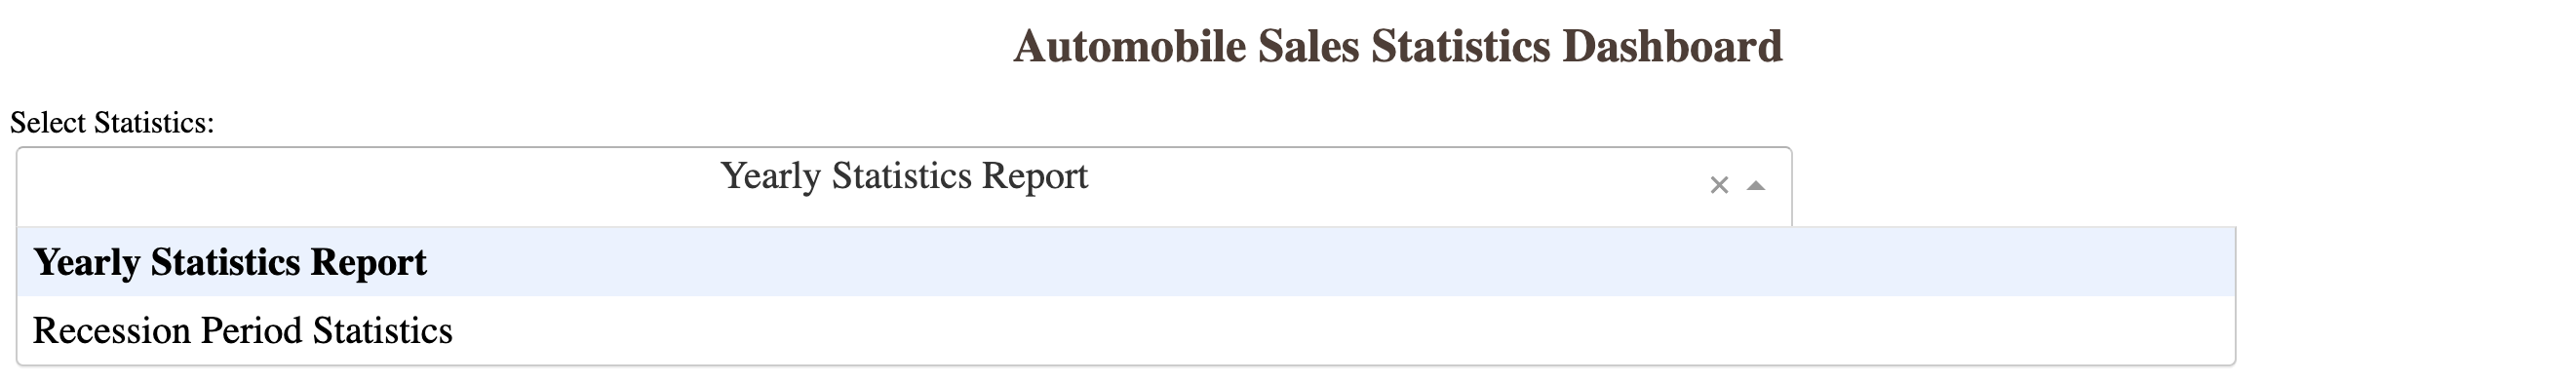 Automobile Sales Statistics Dashboard
Select Statistics:
Yearly Statistics Report
Yearly Statistics Report
Recession Period Statistics